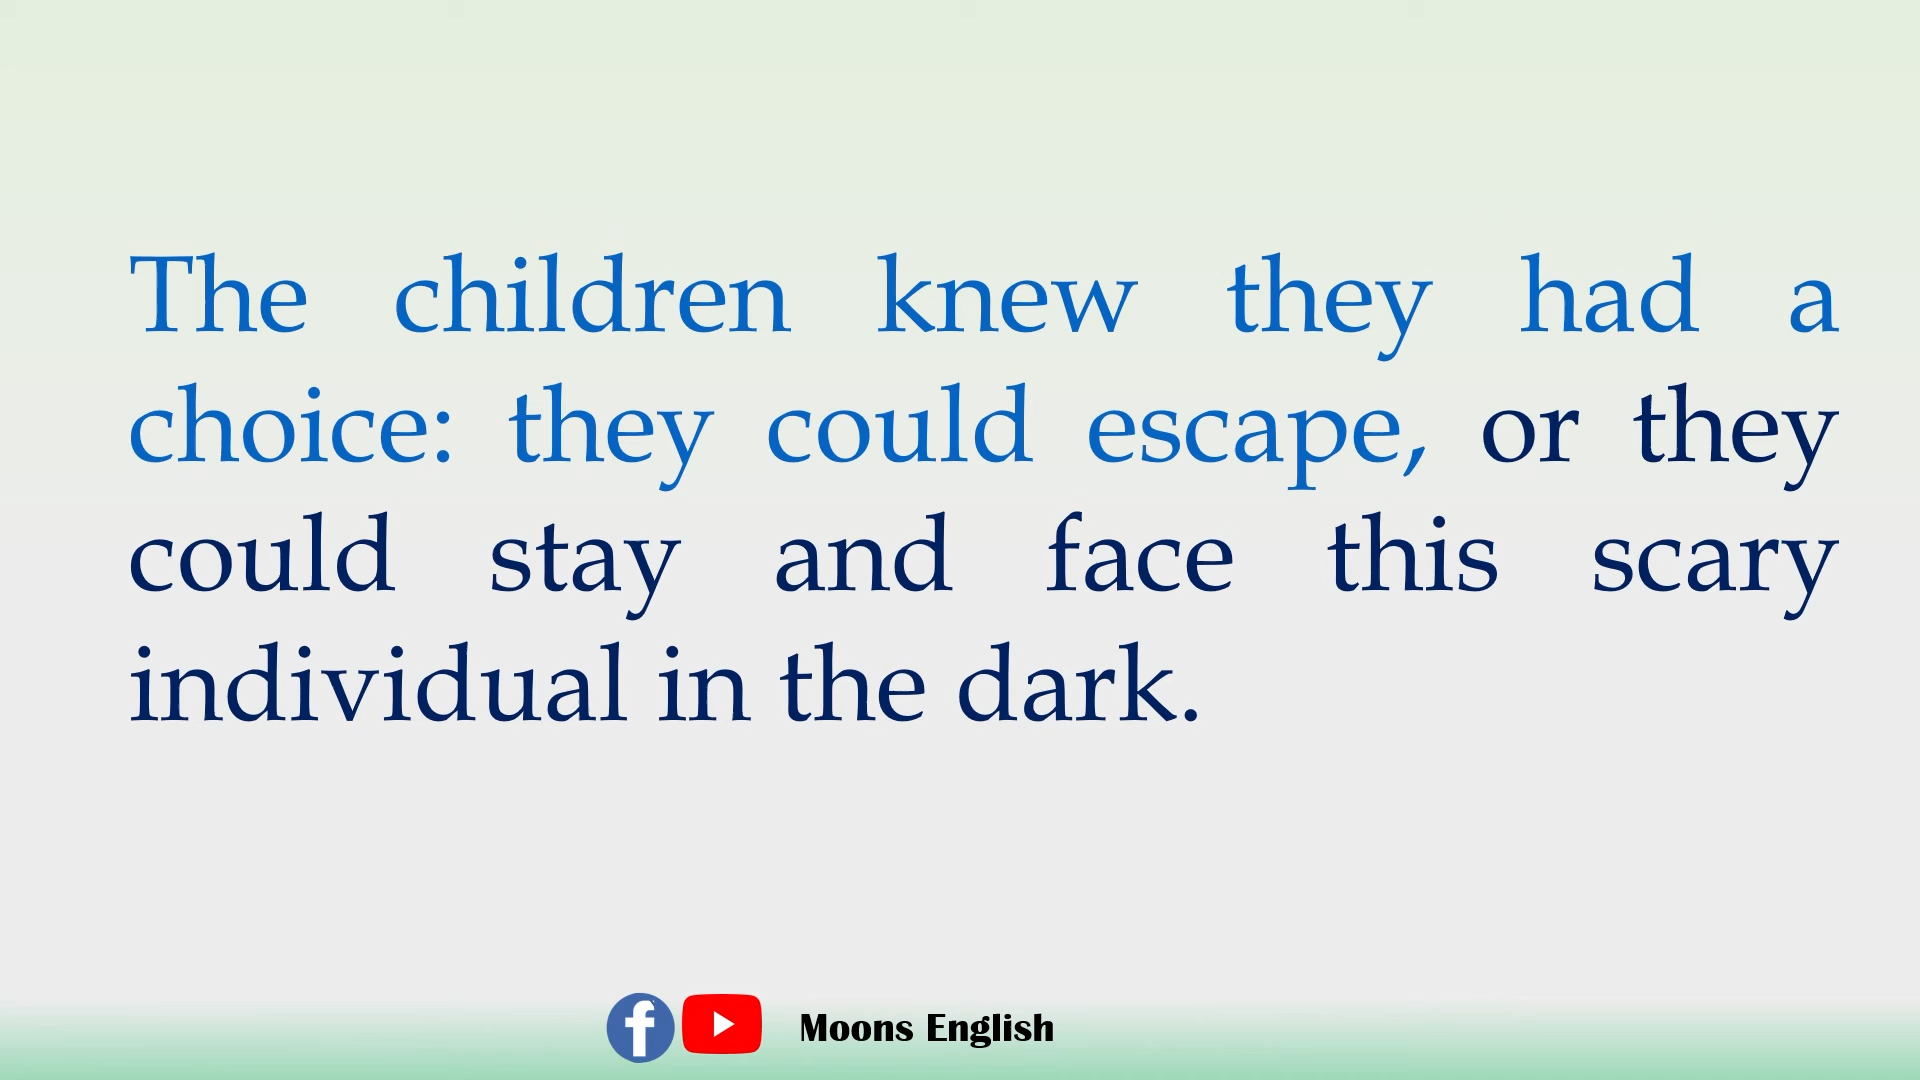 The children knew they had a
choice: they could escape, or they
could stay and face this scary
individual in the dark.
Moons English